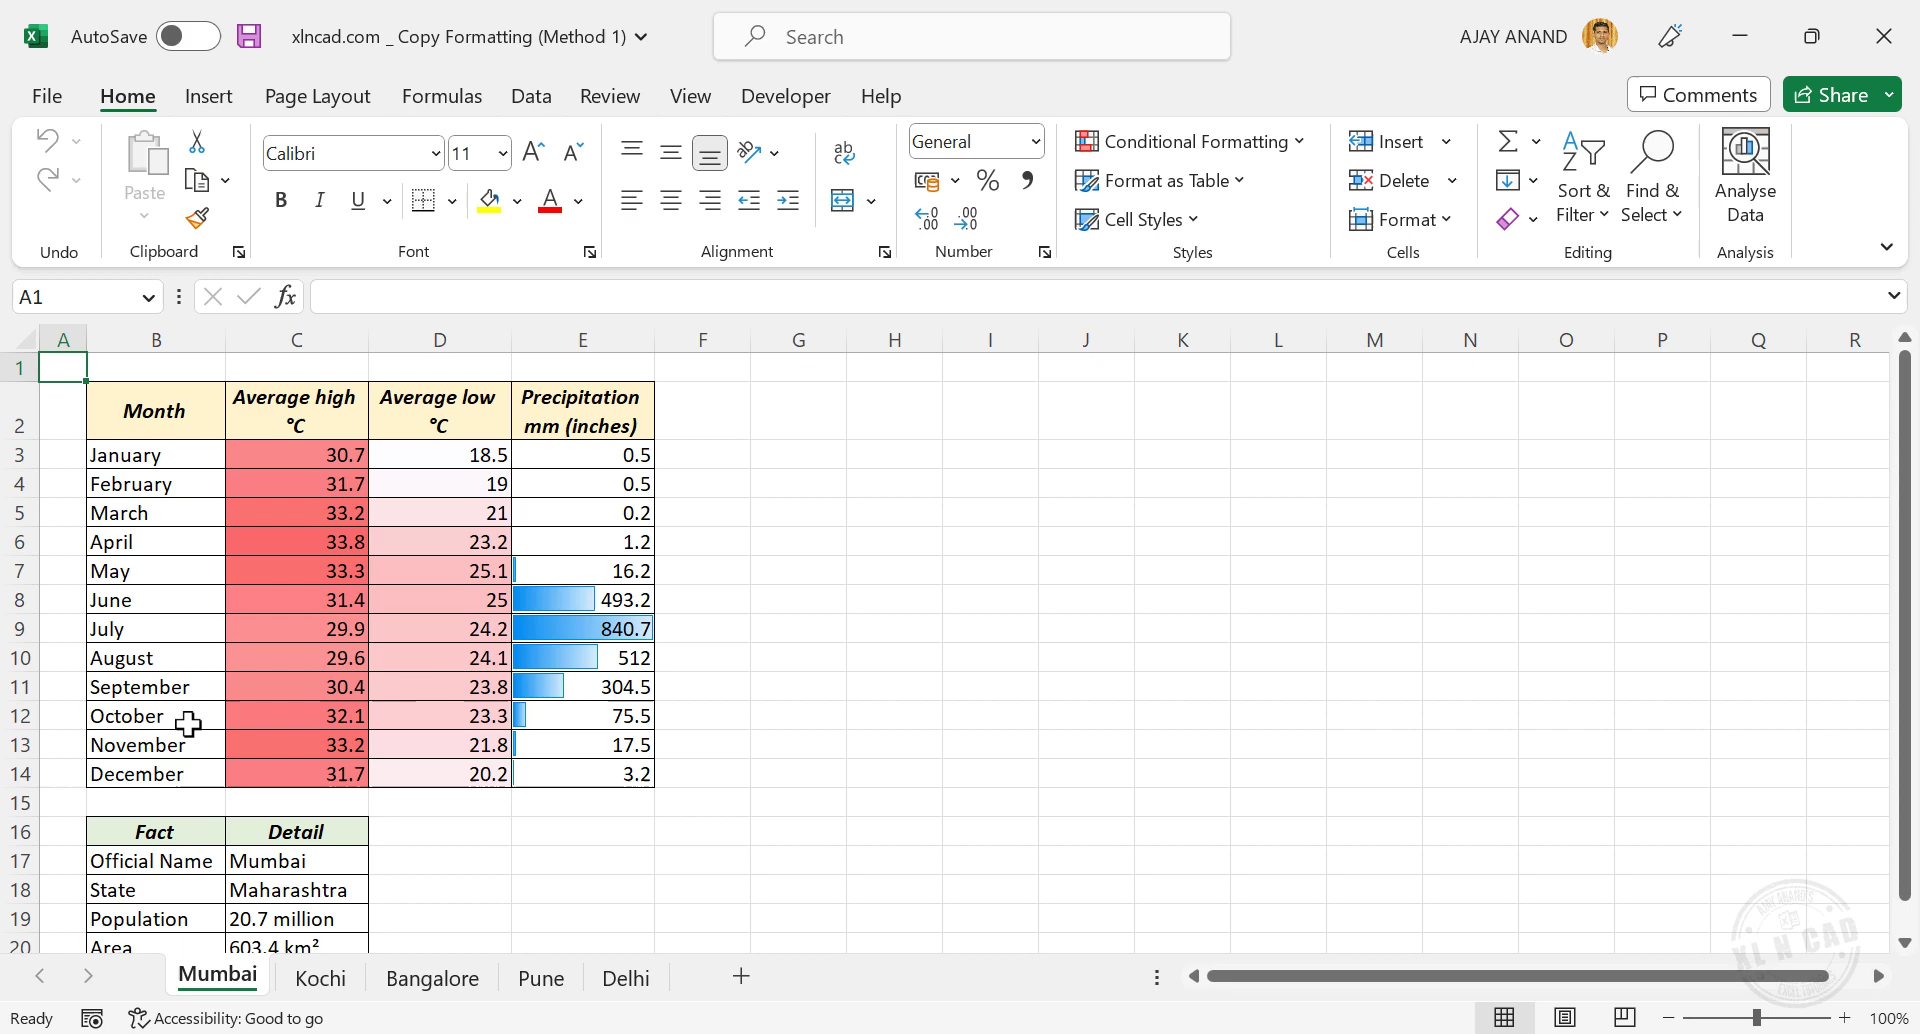 AutoSave xlncad.com _ Copy Formatting (Method 1) Search AJAY ANAND
File Home Insert Page Layout Formulas Data Review View Developer Help Comments Share
Paste
Calibri 11
B I U A
ab
General
% ,
Conditional Formatting
Format as Table
Cell Styles
Insert
Delete
Format
Sort &
Filter
Find &
Select
Analyse
Data
Undo Clipboard Font Alignment Number Styles Cells Editing Analysis
A1 fx
A B C D E F G H I J K L M N O P Q R
1
2 Month Average high °C Average low °C Precipitation mm (inches)
3 January 30.7 18.5 0.5
4 February 31.7 19 0.5
5 March 33.2 21 0.2
6 April 33.8 23.2 1.2
7 May 33.3 25.1 16.2
8 June 31.4 25 493.2
9 July 29.9 24.2 840.7
10 August 29.6 24.1 512
11 September 30.4 23.8 304.5
12 October 32.1 23.3 75.5
13 November 33.2 21.8 17.5
14 December 31.7 20.2 3.2
15
16 Fact Detail
17 Official Name Mumbai
18 State Maharashtra
19 Population 20.7 million
20 Area 603.4 km²
XL N CAD
Mumbai Kochi Bangalore Pune Delhi
Ready Accessibility: Good to go 100%